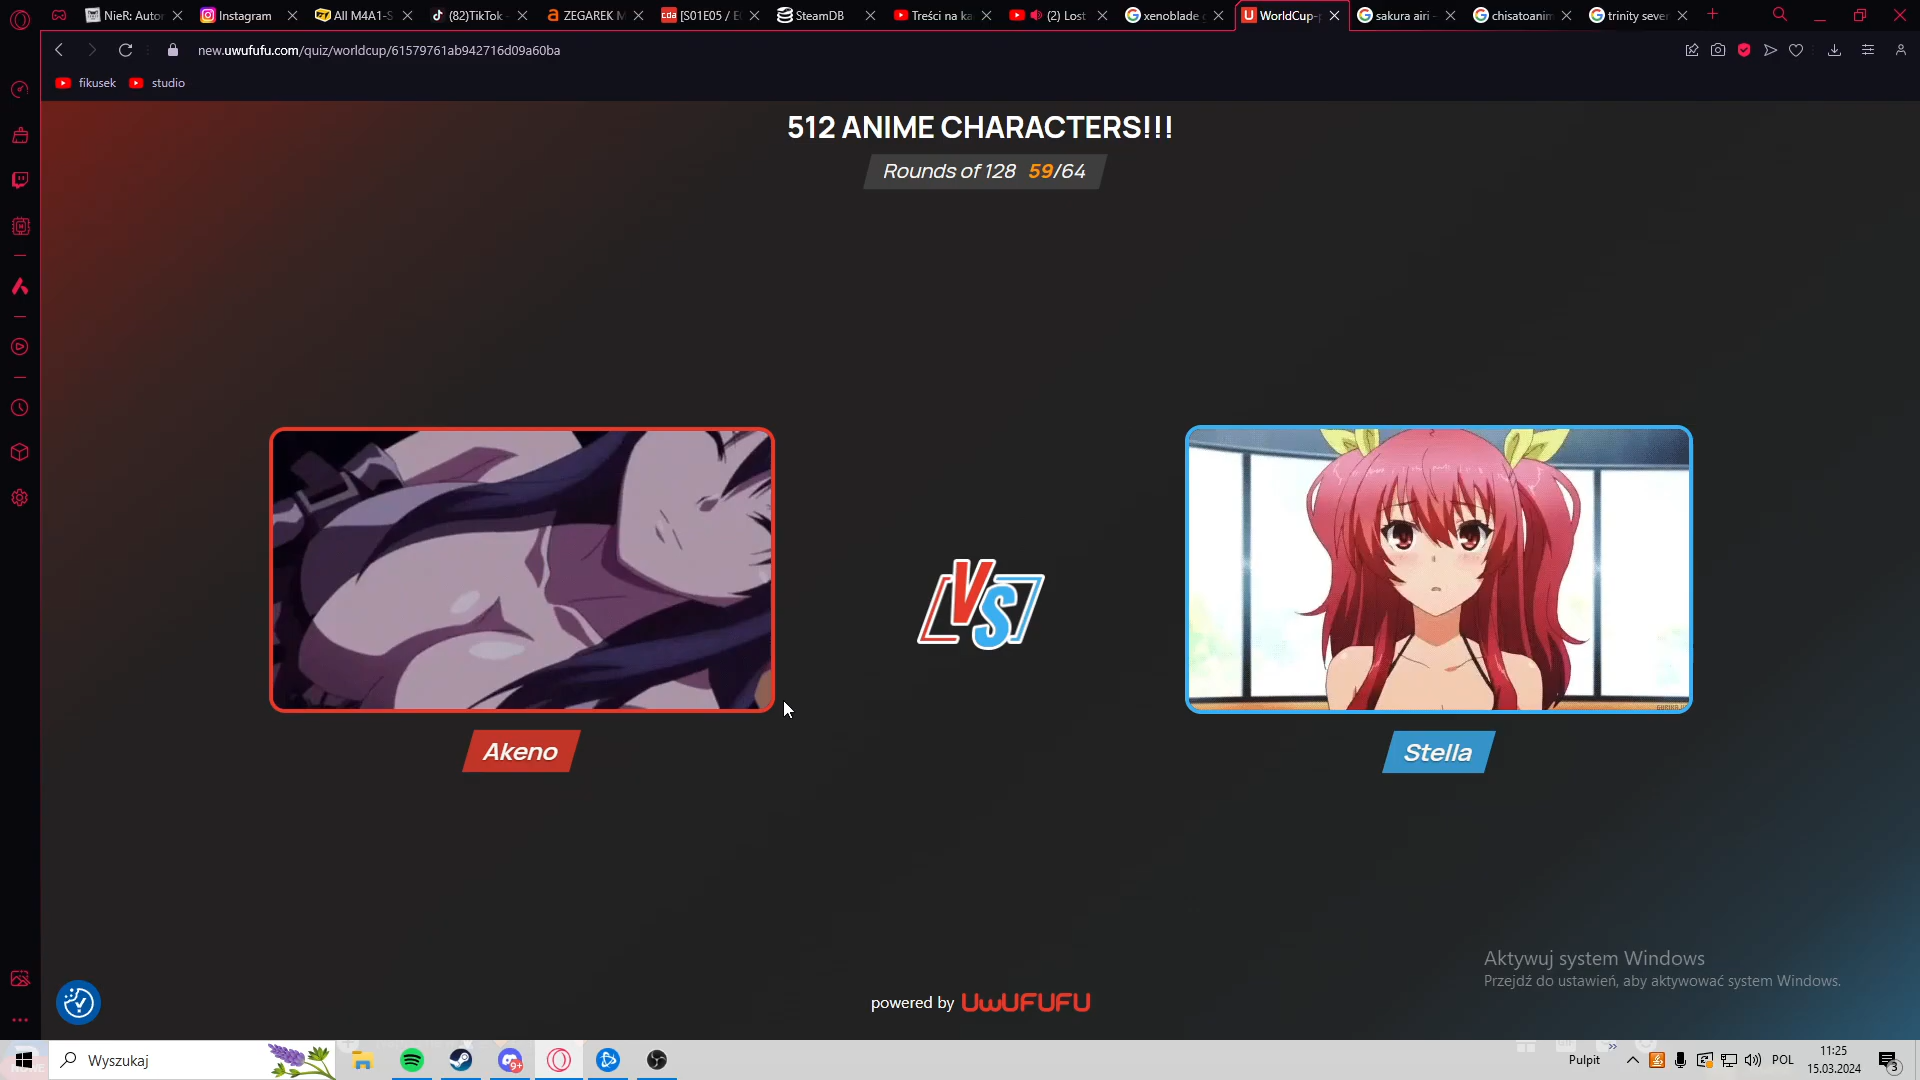 NieR: Autor
Instagram
All M4A1-S
(82)TikTok -
ZEGAREK M
[S01E05 / E
SteamDB
Treści na ka
(2) Lost
xenoblade
WorldCup-
sakura airi -
chisatoanim
trinity seve
new.uwufufu.com/quiz/worldcup/61579761ab942716d09a60ba
fikusek
studio
512 ANIME CHARACTERS!!!
Rounds of 128 59/64
VS
Akeno
Stella
Aktywuj system Windows
Przejdź do ustawień, aby aktywować system Windows.
powered by UwUFUFU
Wyszukaj
9+
Pulpit
POL
11:25
15.03.2024
3